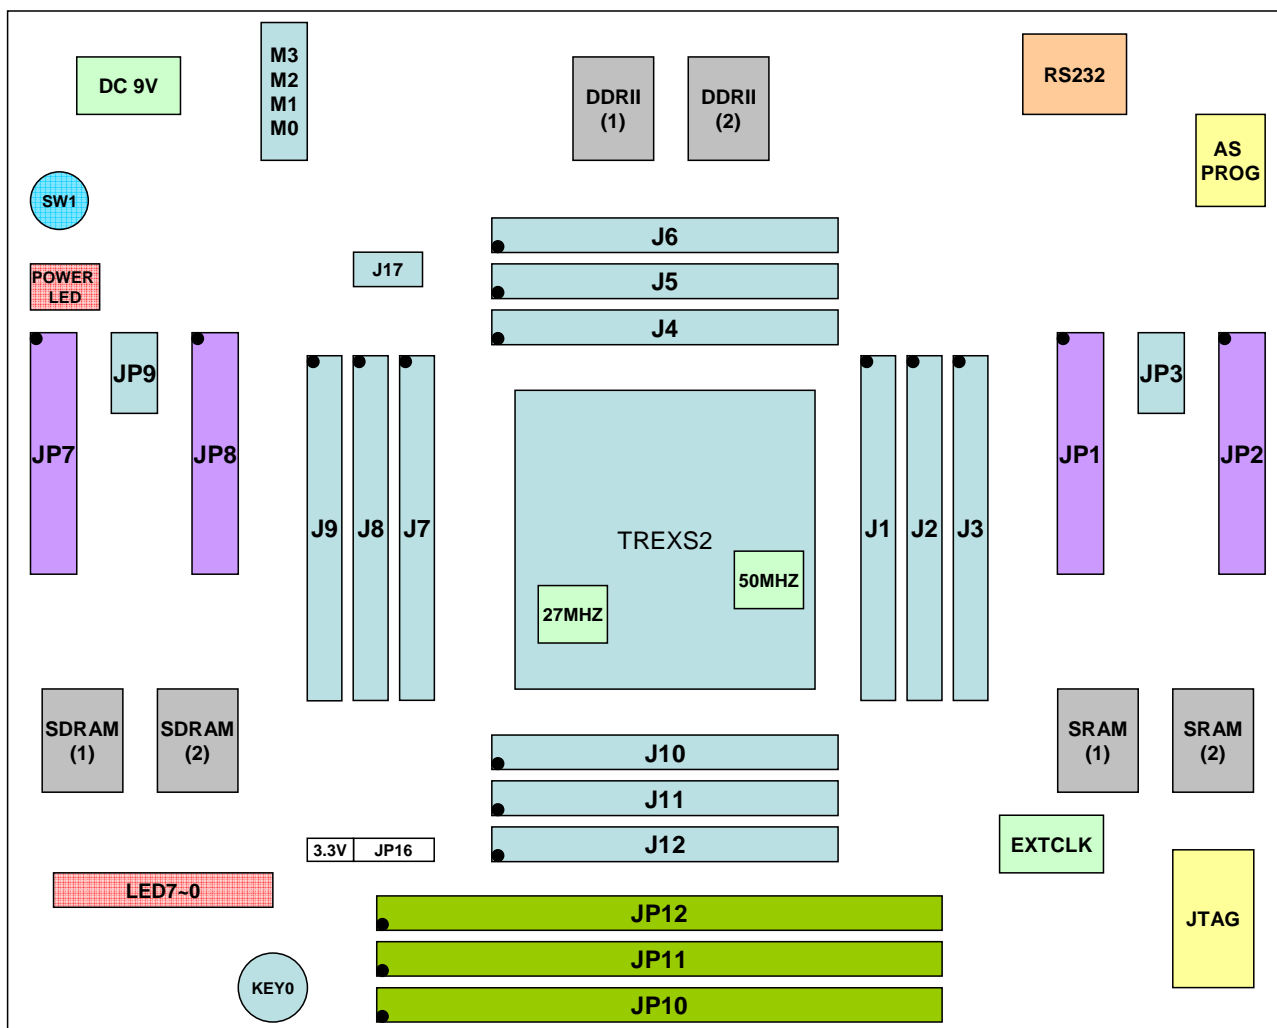 DC 9V
M3
M2
M1
M0
DDRII
(1)
DDRII
(2)
RS232
AS
PROG
SW1
J6
J17
J5
POWER
LED
J4
JP9
JP3
JP7
JP8
JP1
JP2
J9
J8
J7
TREXS2
J1
J2
J3
50MHZ
27MHZ
SDRAM
(1)
SDRAM
(2)
SRAM
(1)
SRAM
(2)
J10
J11
3.3V
JP16
J12
EXTCLK
LED7~0
JP12
JTAG
JP11
KEY0
JP10